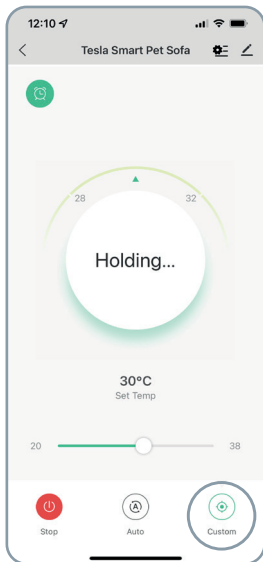 12:10
Tesla Smart Pet Sofa
28 32
Holding...
30°C
Set Temp
20 38
A
Stop Auto Custom